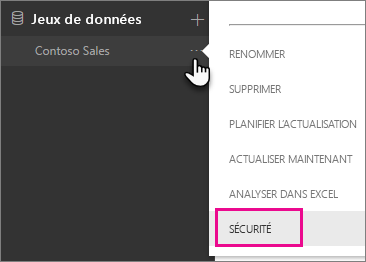 Jeux de données
Contoso Sales
RENOMMER
SUPPRIMER
PLANIFIER L'ACTUALISATION
ACTUALISER MAINTENANT
ANALYSER DANS EXCEL
SÉCURITÉ